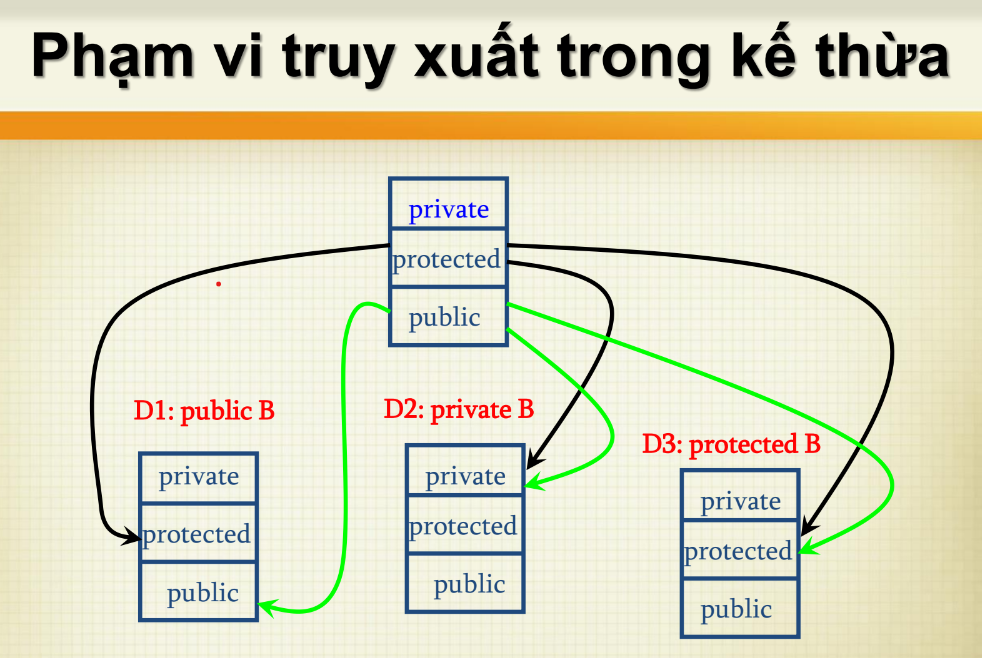 Phạm vi truy xuất trong kế thừa
private
protected
public
D1: public B
private
protected
public
D2: private B
private
protected
public
D3: protected B
private
protected
public